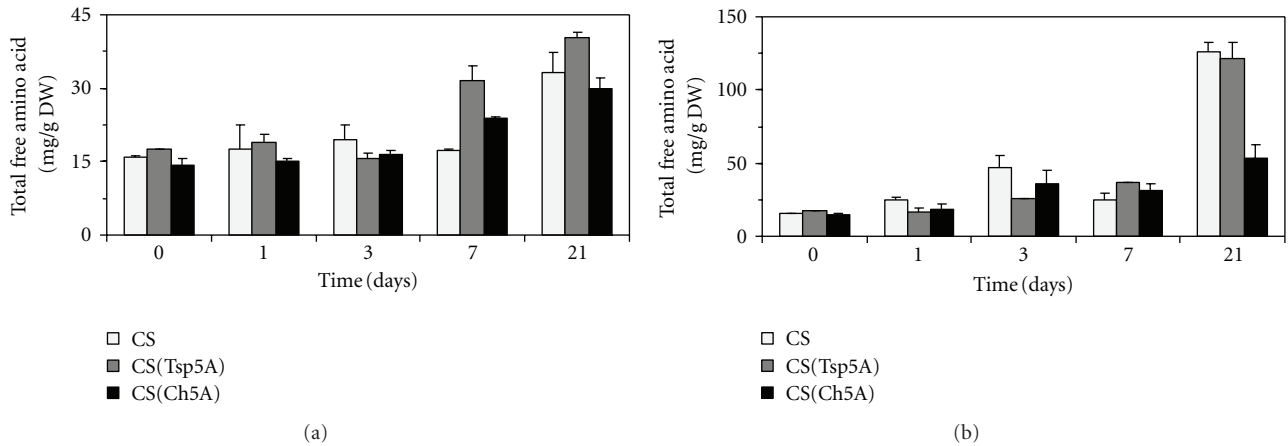 45
30
15
0
Total free amino acid
(mg/g DW)
0 1 3 7 21
Time (days)
CS
CS(Tsp5A)
CS(Ch5A)
(a)
150
100
50
0
Total free amino acid
(mg/g DW)
0 1 3 7 21
Time (days)
CS
CS(Tsp5A)
CS(Ch5A)
(b)